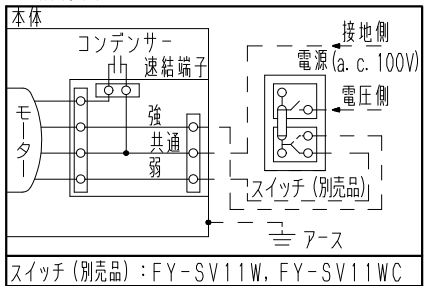 本体
コンデンサー
速結端子
接地側
電源(a.c.100V)
電圧側
モーター
強
共通
弱
スイッチ(別売品)
アース
スイッチ(別売品):FY-SV11W,FY-SV11WC